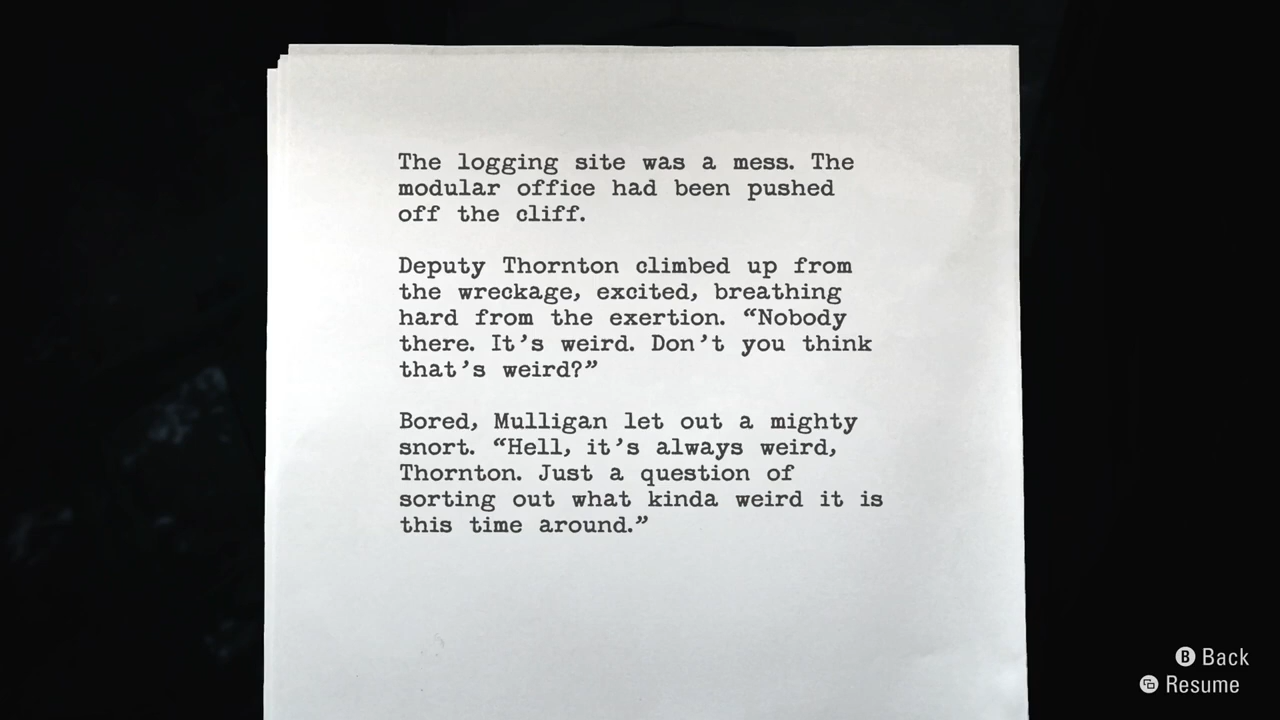 The logging site was a mess. The
modular office had been pushed
off the cliff.
Deputy Thornton climbed up from
the wreckage, excited, breathing
hard from the exertion. “Nobody
there. It’s weird. Don’t you think
that’s weird?”
Bored, Mulligan let out a mighty
snort. “Hell, it’s always weird,
Thornton. Just a question of
sorting out what kinda weird it is
this time around.”
B Back
Resume